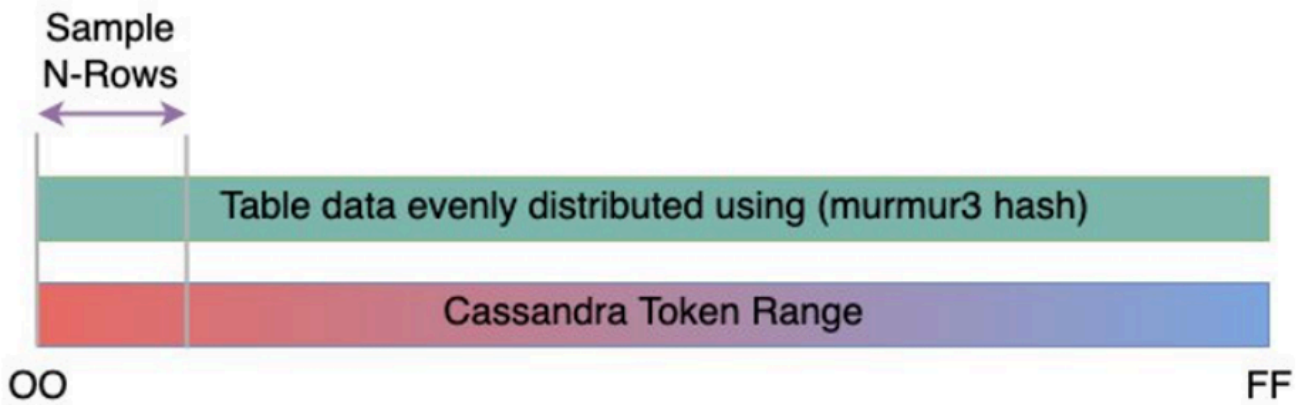 Sample
N-Rows
Table data evenly distributed using (murmur3 hash)
Cassandra Token Range
OO
FF